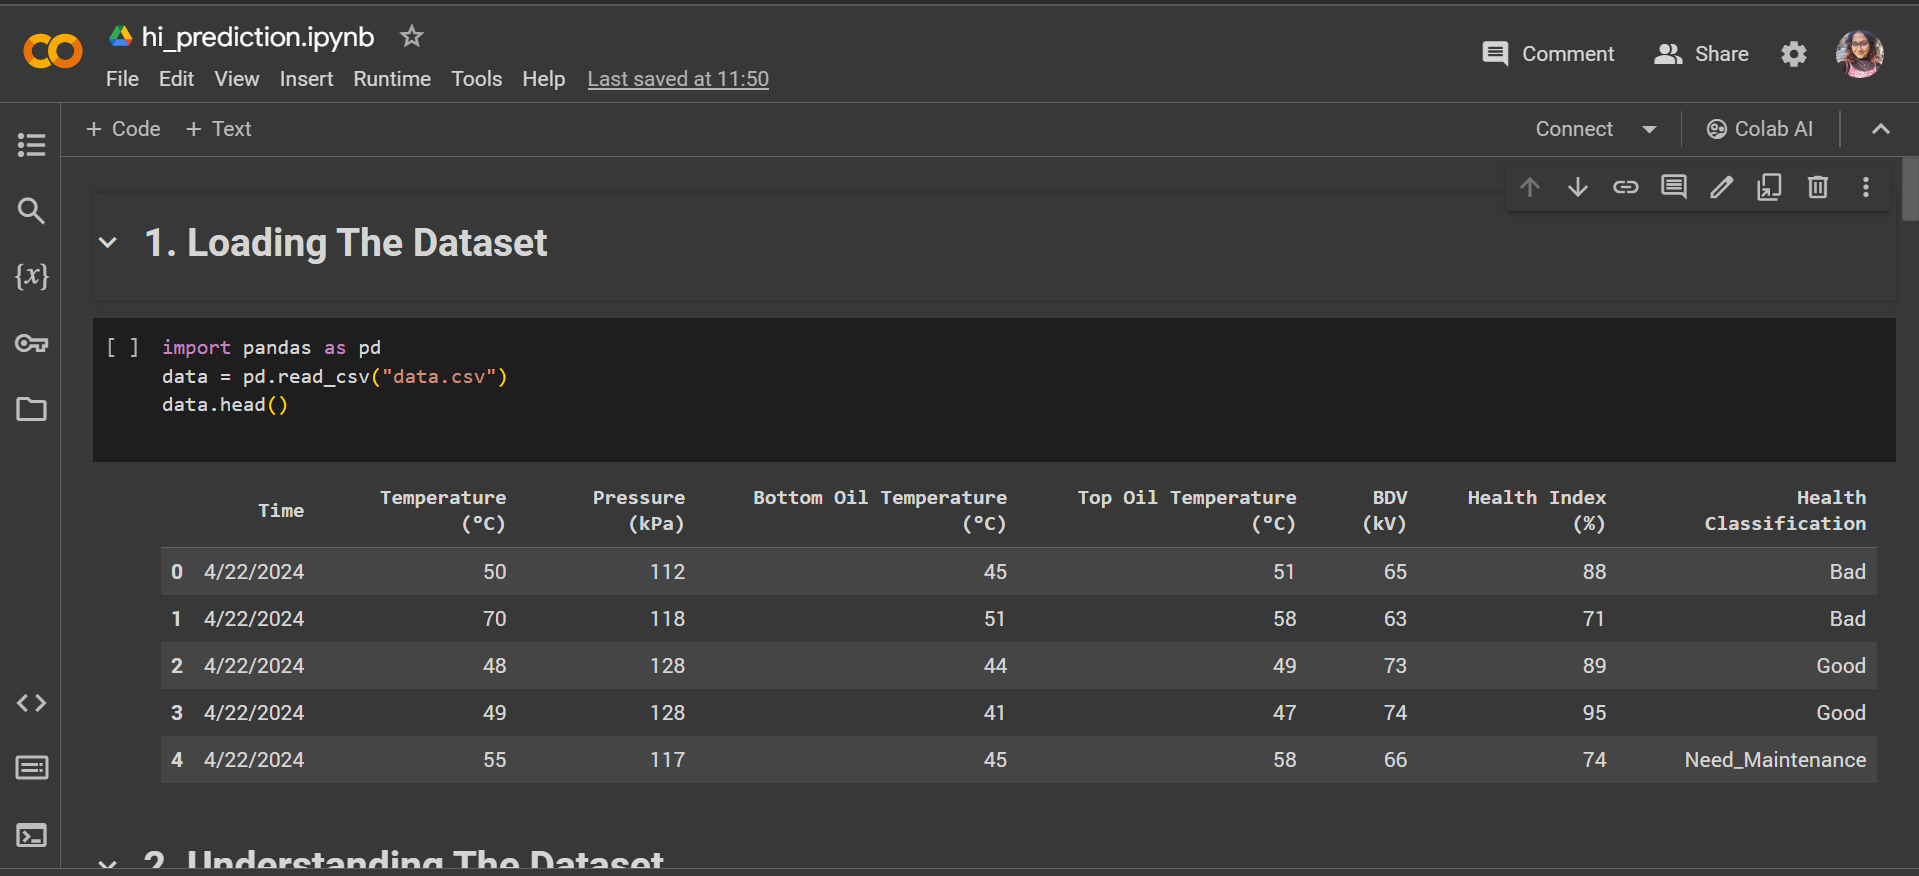 hi_prediction.ipynb
File Edit View Insert Runtime Tools Help Last saved at 11:50
Comment Share
+ Code + Text
Connect Colab AI
1. Loading The Dataset
{x}
[ ] import pandas as pd
data = pd.read_csv("data.csv")
data.head()
Time Temperature (°C) Pressure (kPa) Bottom Oil Temperature (°C) Top Oil Temperature (°C) BDV (kV) Health Index (%) Health Classification
0 4/22/2024 50 112 45 51 65 88 Bad
1 4/22/2024 70 118 51 58 63 71 Bad
2 4/22/2024 48 128 44 49 73 89 Good
3 4/22/2024 49 128 41 47 74 95 Good
4 4/22/2024 55 117 45 58 66 74 Need_Maintenance
2. Understanding The Dataset